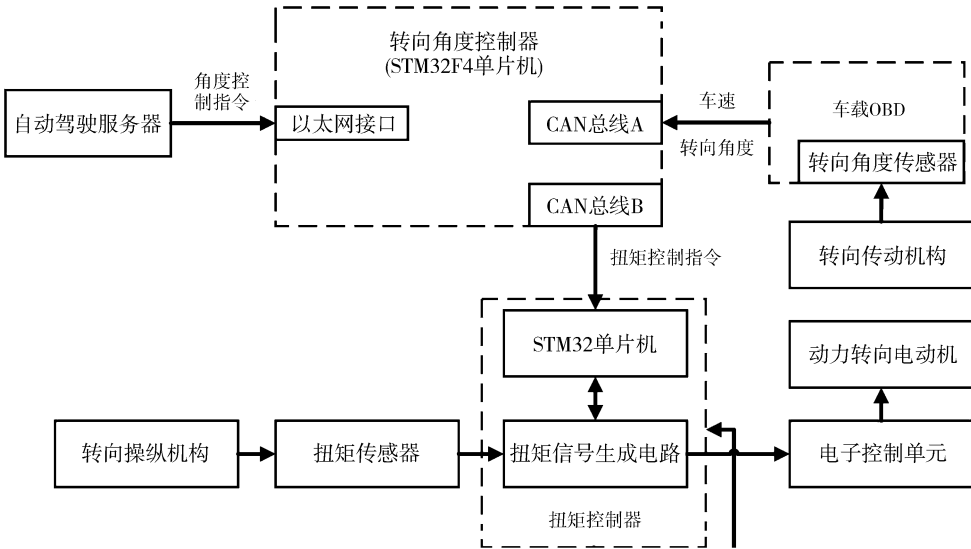 转向角度控制器
(STM32F4单片机)
角度控
制指令
自动驾驶服务器
以太网接口
CAN总线A
车速
转向角度
车载OBD
转向角度传感器
CAN总线B
扭矩控制指令
转向传动机构
STM32单片机
动力转向电动机
转向操纵机构
扭矩传感器
扭矩信号生成电路
电子控制单元
扭矩控制器